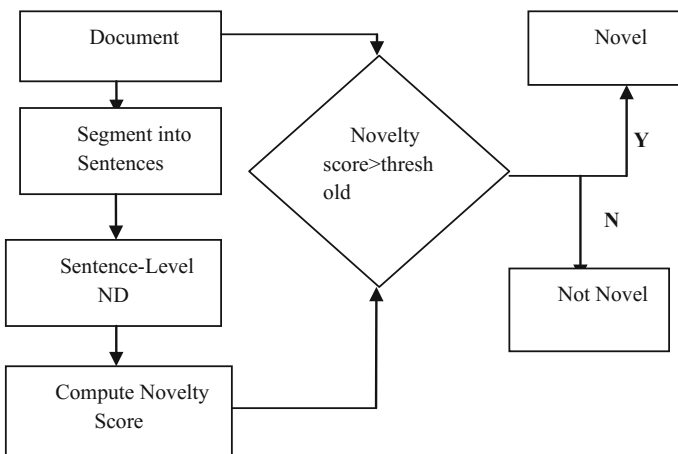 Document
Segment into
Sentences
Sentence-Level
ND
Compute Novelty
Score
Novelty
score>thresh
old
Novel
Y
N
Not Novel